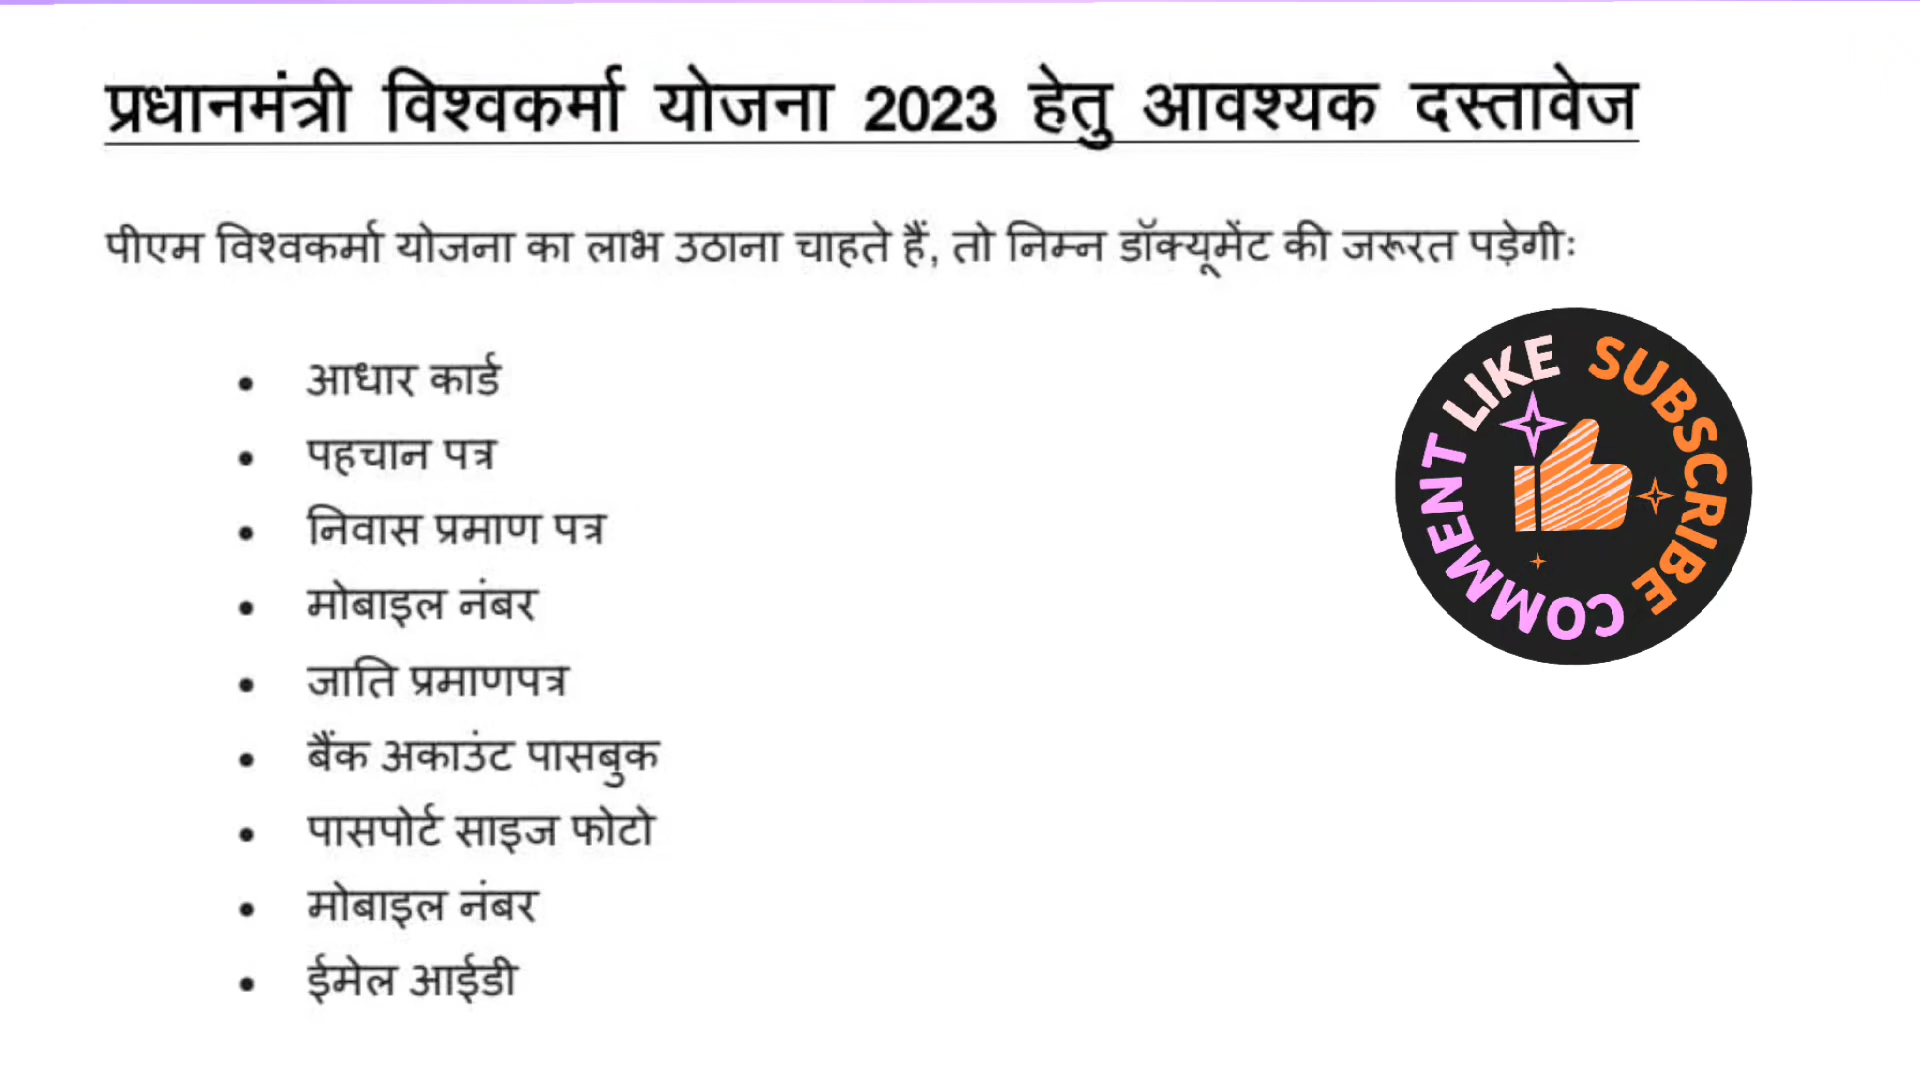 प्रधानमंत्री विश्वकर्मा योजना 2023 हेतु आवश्यक दस्तावेज
पीएम विश्वकर्मा योजना का लाभ उठाना चाहते हैं, तो निम्न डॉक्यूमेंट की जरूरत पड़ेगीः
• आधार कार्ड
• पहचान पत्र
• निवास प्रमाण पत्र
• मोबाइल नंबर
• जाति प्रमाणपत्र
• बैंक अकाउंट पासबुक
• पासपोर्ट साइज फोटो
• मोबाइल नंबर
• ईमेल आईडी
LIKE SUBSCRIBE COMMENT